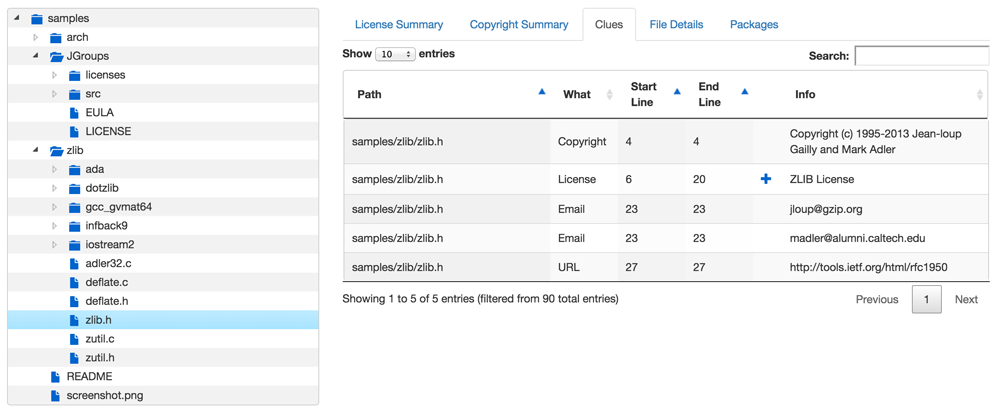 samples
arch
JGroups
licenses
src
EULA
LICENSE
zlib
ada
dotzlib
gcc_gvmat64
infback9
iostream2
adler32.c
deflate.c
deflate.h
zlib.h
zutil.c
zutil.h
README
screenshot.png
License Summary Copyright Summary Clues File Details Packages
Show 10 entries Search:
Path What Start Line End Line Info
samples/zlib/zlib.h Copyright 4 4 Copyright (c) 1995-2013 Jean-loup
Gailly and Mark Adler
samples/zlib/zlib.h License 6 20 ZLIB License
samples/zlib/zlib.h Email 23 23 jloup@gzip.org
samples/zlib/zlib.h Email 23 23 madler@alumni.caltech.edu
samples/zlib/zlib.h URL 27 27 http://tools.ietf.org/html/rfc1950
Showing 1 to 5 of 5 entries (filtered from 90 total entries) Previous 1 Next